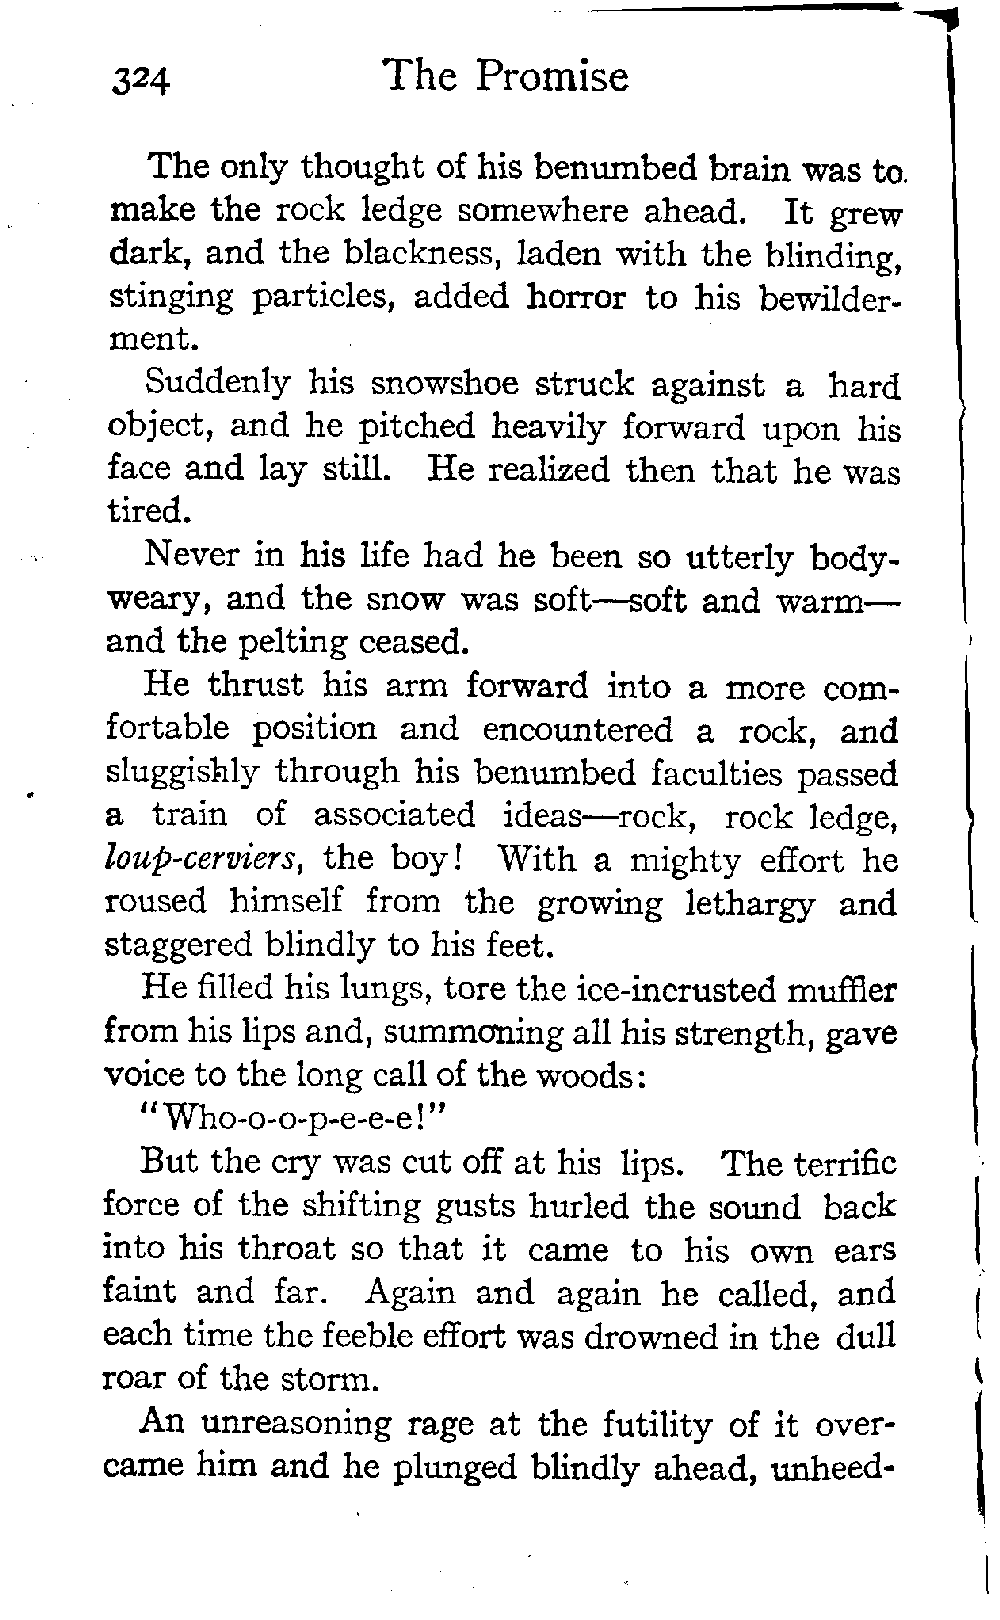 324 The Promise
The only thought of his benumbed brain was to
make the rock ledge somewhere ahead. It grew
dark, and the blackness, laden with the blinding,
stinging particles, added horror to his bewilder-
ment.
Suddenly his snowshoe struck against a hard
object, and he pitched heavily forward upon his
face and lay still. He realized then that he was
tired.
Never in his life had he been so utterly body-
weary, and the snow was soft—soft and warm—
and the pelting ceased.
He thrust his arm forward into a more com-
fortable position and encountered a rock, and
sluggishly through his benumbed faculties passed
a train of associated ideas—rock, rock ledge,
loup-cerviers, the boy! With a mighty effort he
roused himself from the growing lethargy and
staggered blindly to his feet.
He filled his lungs, tore the ice-incrusted muffler
from his lips and, summoning all his strength, gave
voice to the long call of the woods:
"Who-o-o-p-e-e-e!"
But the cry was cut off at his lips. The terrific
force of the shifting gusts hurled the sound back
into his throat so that it came to his own ears
faint and far. Again and again he called, and
each time the feeble effort was drowned in the dull
roar of the storm.
An unreasoning rage at the futility of it over-
came him and he plunged blindly ahead, unheed-